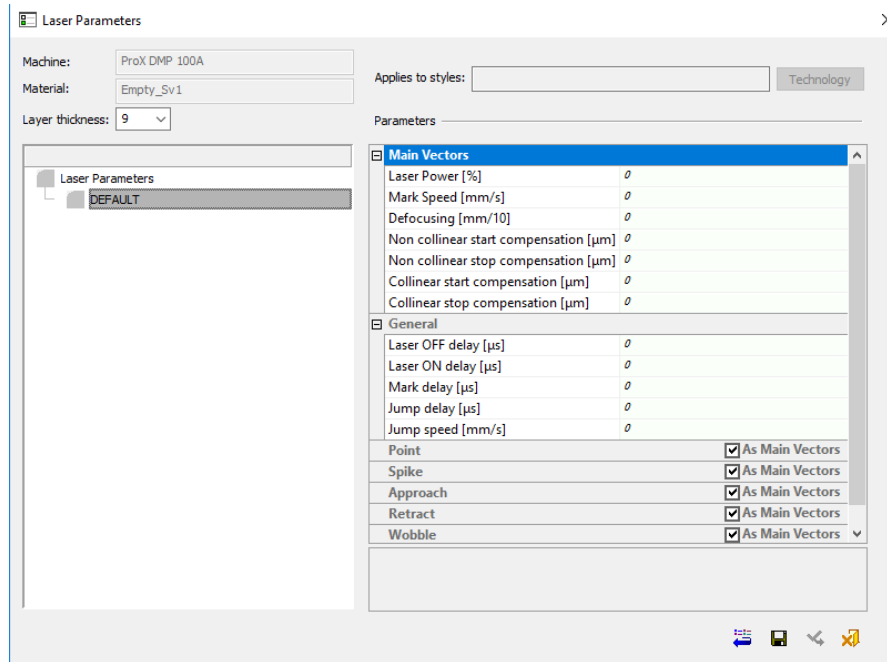 Laser Parameters
Machine: ProX DMP 100A
Material: Empty_Sv1
Layer thickness: 9
Applies to styles: Technology
Parameters
Laser Parameters
DEFAULT
Main Vectors
Laser Power [%] 0
Mark Speed [mm/s] 0
Defocusing [mm/10] 0
Non collinear start compensation [µm] 0
Non collinear stop compensation [µm] 0
Collinear start compensation [µm] 0
Collinear stop compensation [µm] 0
General
Laser OFF delay [µs] 0
Laser ON delay [µs] 0
Mark delay [µs] 0
Jump delay [µs] 0
Jump speed [mm/s] 0
Point As Main Vectors
Spike As Main Vectors
Approach As Main Vectors
Retract As Main Vectors
Wobble As Main Vectors